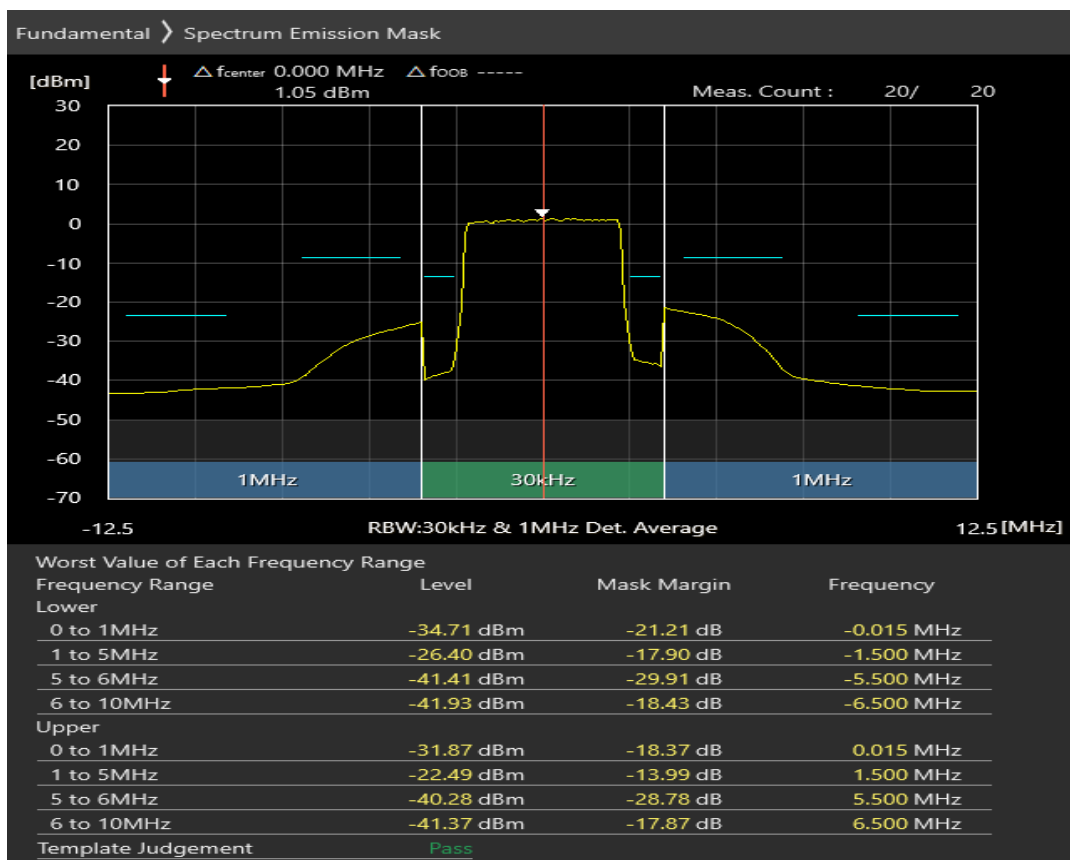 Fundamental ❯ Spectrum Emission Mask
[dBm]
△ fcenter 0.000 MHz △ fOOB -----
1.05 dBm
Meas. Count : 20/ 20
30
20
10
0
-10
-20
-30
-40
-50
-60
-70
1MHz 30kHz 1MHz
-12.5 RBW:30kHz & 1MHz Det. Average 12.5 [MHz]
Worst Value of Each Frequency Range
Frequency Range Level Mask Margin Frequency
Lower
0 to 1MHz -34.71 dBm -21.21 dB -0.015 MHz
1 to 5MHz -26.40 dBm -17.90 dB -1.500 MHz
5 to 6MHz -41.41 dBm -29.91 dB -5.500 MHz
6 to 10MHz -41.93 dBm -18.43 dB -6.500 MHz
Upper
0 to 1MHz -31.87 dBm -18.37 dB 0.015 MHz
1 to 5MHz -22.49 dBm -13.99 dB 1.500 MHz
5 to 6MHz -40.28 dBm -28.78 dB 5.500 MHz
6 to 10MHz -41.37 dBm -17.87 dB 6.500 MHz
Template Judgement Pass